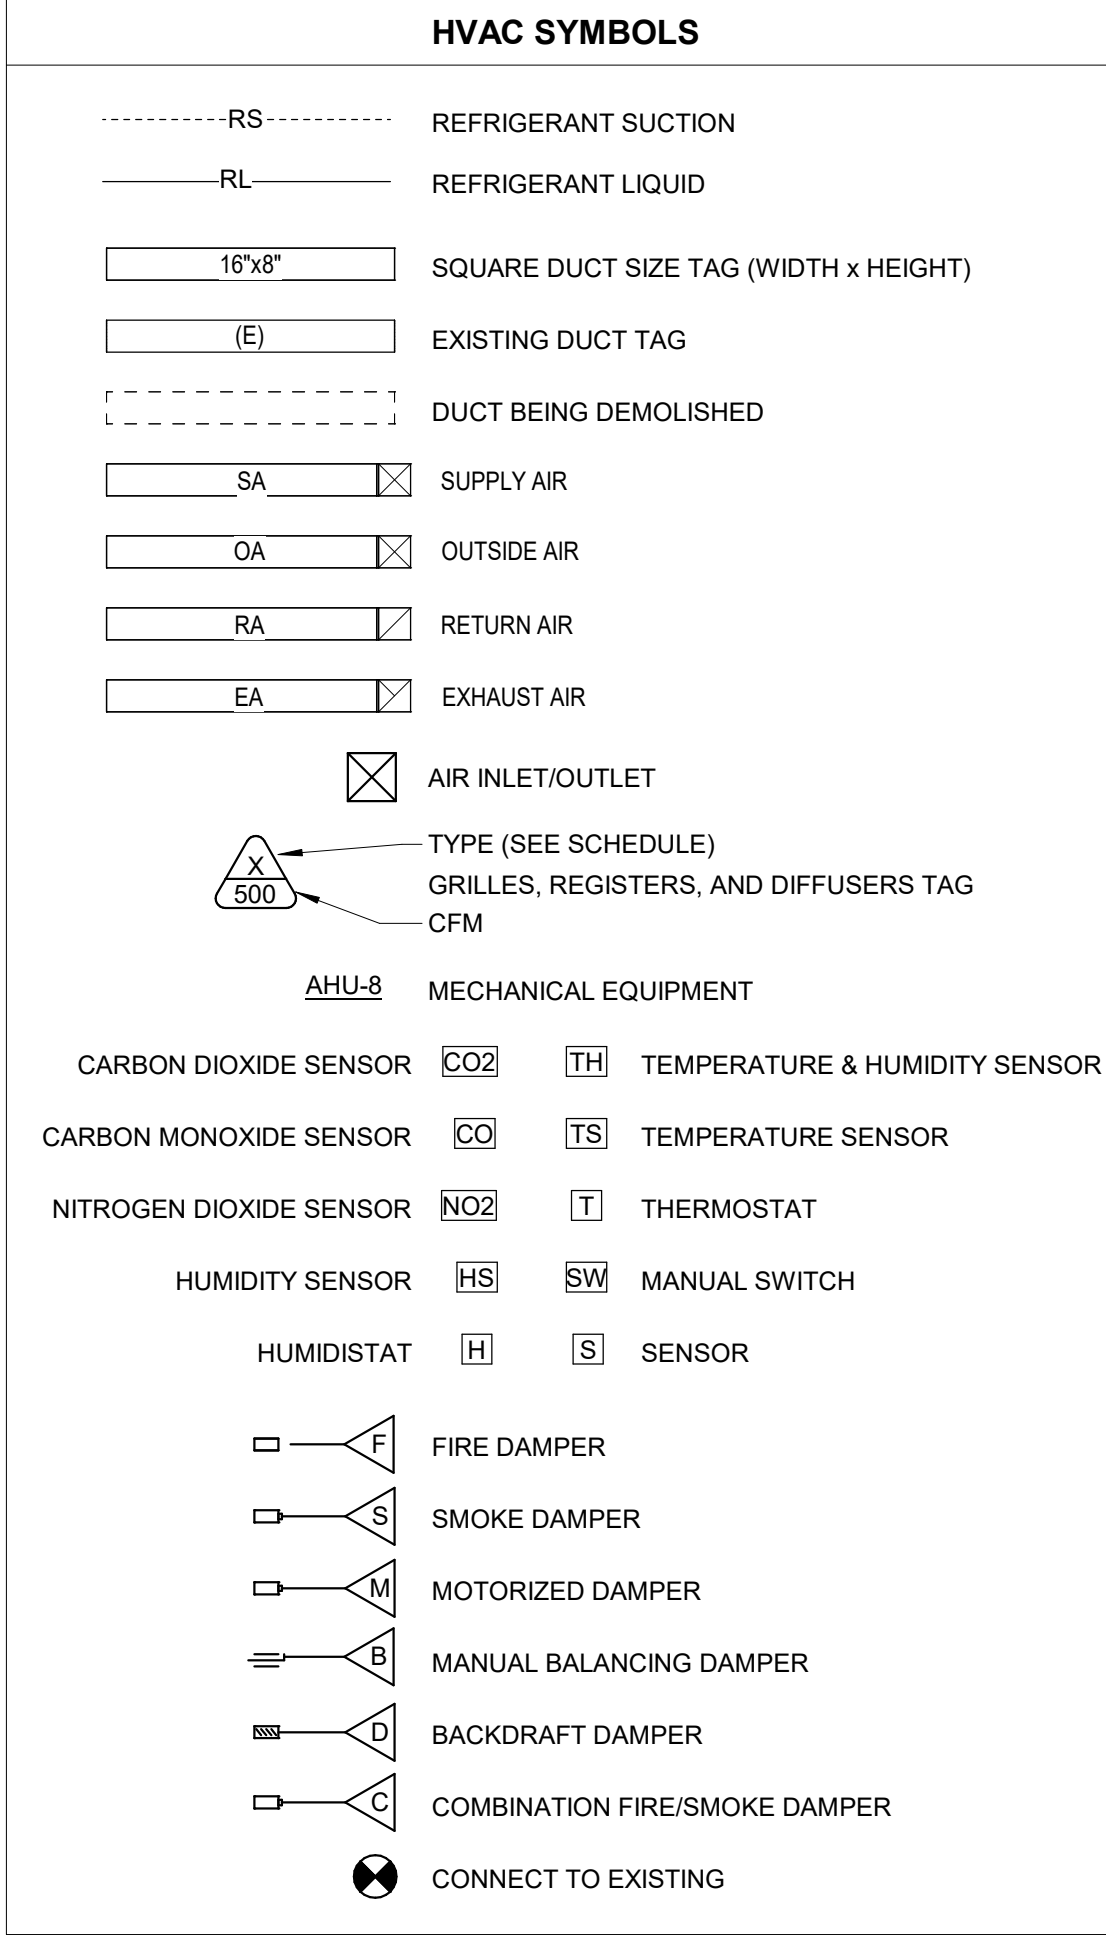 HVAC SYMBOLS
RS REFRIGERANT SUCTION
RL REFRIGERANT LIQUID
16"x8" SQUARE DUCT SIZE TAG (WIDTH x HEIGHT)
(E) EXISTING DUCT TAG
DUCT BEING DEMOLISHED
SA SUPPLY AIR
OA OUTSIDE AIR
RA RETURN AIR
EA EXHAUST AIR
AIR INLET/OUTLET
TYPE (SEE SCHEDULE)
X
GRILLES, REGISTERS, AND DIFFUSERS TAG
500
CFM
AHU-8 MECHANICAL EQUIPMENT
CARBON DIOXIDE SENSOR CO2 TH TEMPERATURE & HUMIDITY SENSOR
CARBON MONOXIDE SENSOR CO TS TEMPERATURE SENSOR
NITROGEN DIOXIDE SENSOR NO2 T THERMOSTAT
HUMIDITY SENSOR HS SW MANUAL SWITCH
HUMIDISTAT H S SENSOR
F FIRE DAMPER
S SMOKE DAMPER
M MOTORIZED DAMPER
B MANUAL BALANCING DAMPER
D BACKDRAFT DAMPER
C COMBINATION FIRE/SMOKE DAMPER
CONNECT TO EXISTING